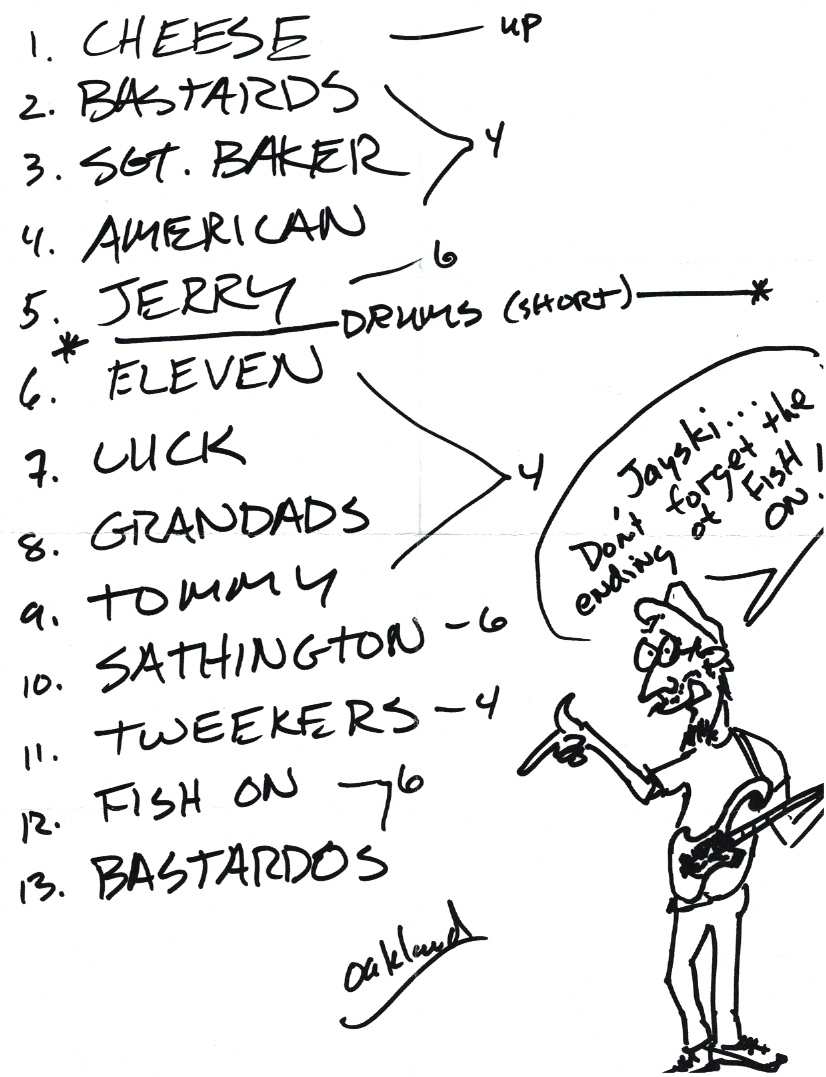 1. CHEESE — up
2. BASTARDS
3. SGT. BAKER 4
4. AMERICAN
5. JERRY — 6
* DRUMS (SHORT) *
6. ELEVEN
7. LUCK 4
8. GRANDADS
9. TOMMY
10. SATHINGTON - 6
11. TWEEKERS - 4
12. FISH ON 6
13. BASTARDOS
oakland
Jayski...
Don't forget the
ending of FISH
ON!